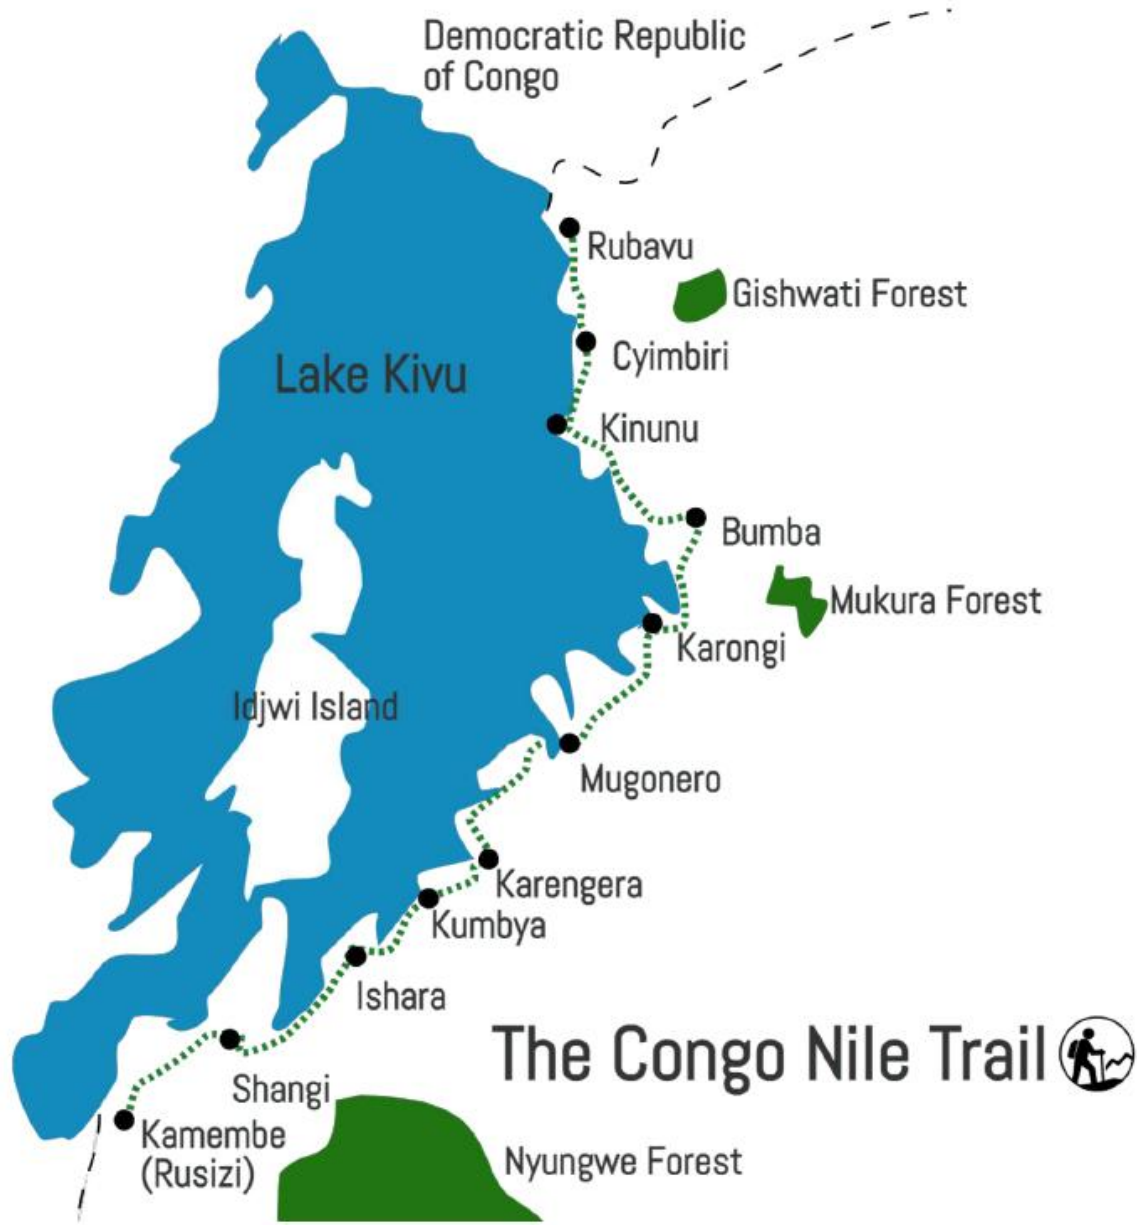 Democratic Republic
of Congo
Rubavu
Gishwati Forest
Cyimbiri
Lake Kivu
Kinunu
Bumba
Mukura Forest
Karongi
Idjwi Island
Mugonero
Karengera
Kumbya
Ishara
The Congo Nile Trail
Shangi
Kamembe
(Rusizi)
Nyungwe Forest